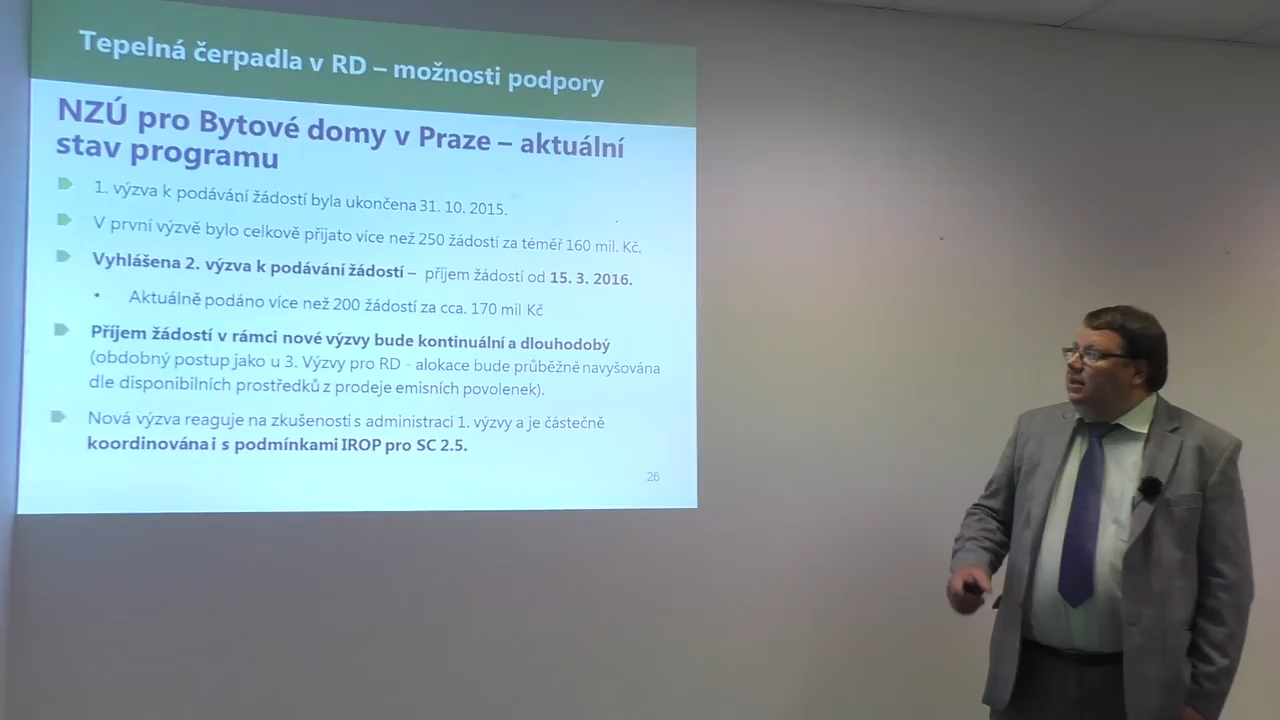 Tepelná čerpadla v RD – možnosti podpory
NZÚ pro Bytové domy v Praze – aktuální
stav programu
1. výzva k podávání žádostí byla ukončena 31. 10. 2015.
V první výzvě bylo celkově přijato více než 250 žádostí za téměř 160 mil. Kč.
Vyhlášena 2. výzva k podávání žádostí – příjem žádostí od 15. 3. 2016.
• Aktuálně podáno více než 200 žádostí za cca. 170 mil Kč
Příjem žádostí v rámci nové výzvy bude kontinuální a dlouhodobý
(obdobný postup jako u 3. Výzvy pro RD - alokace bude průběžně navyšována
dle disponibilních prostředků z prodeje emisních povolenek).
Nová výzva reaguje na zkušenosti s administrací 1. výzvy a je částečně
koordinována i s podmínkami IROP pro SC 2.5.
26